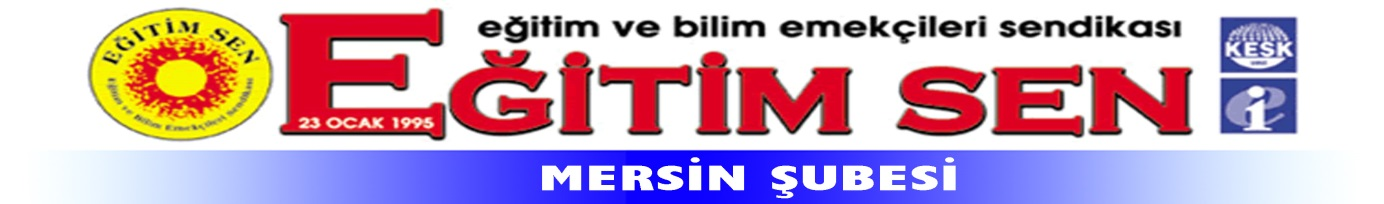 EĞİTİM SEN
eğitim ve Bilim Emekçileri Sendikası
eğitim ve bilim emekçileri sendikası
EĞİTİM SEN
23 OCAK 1995
KESK
ei
MERSİN ŞUBESİ